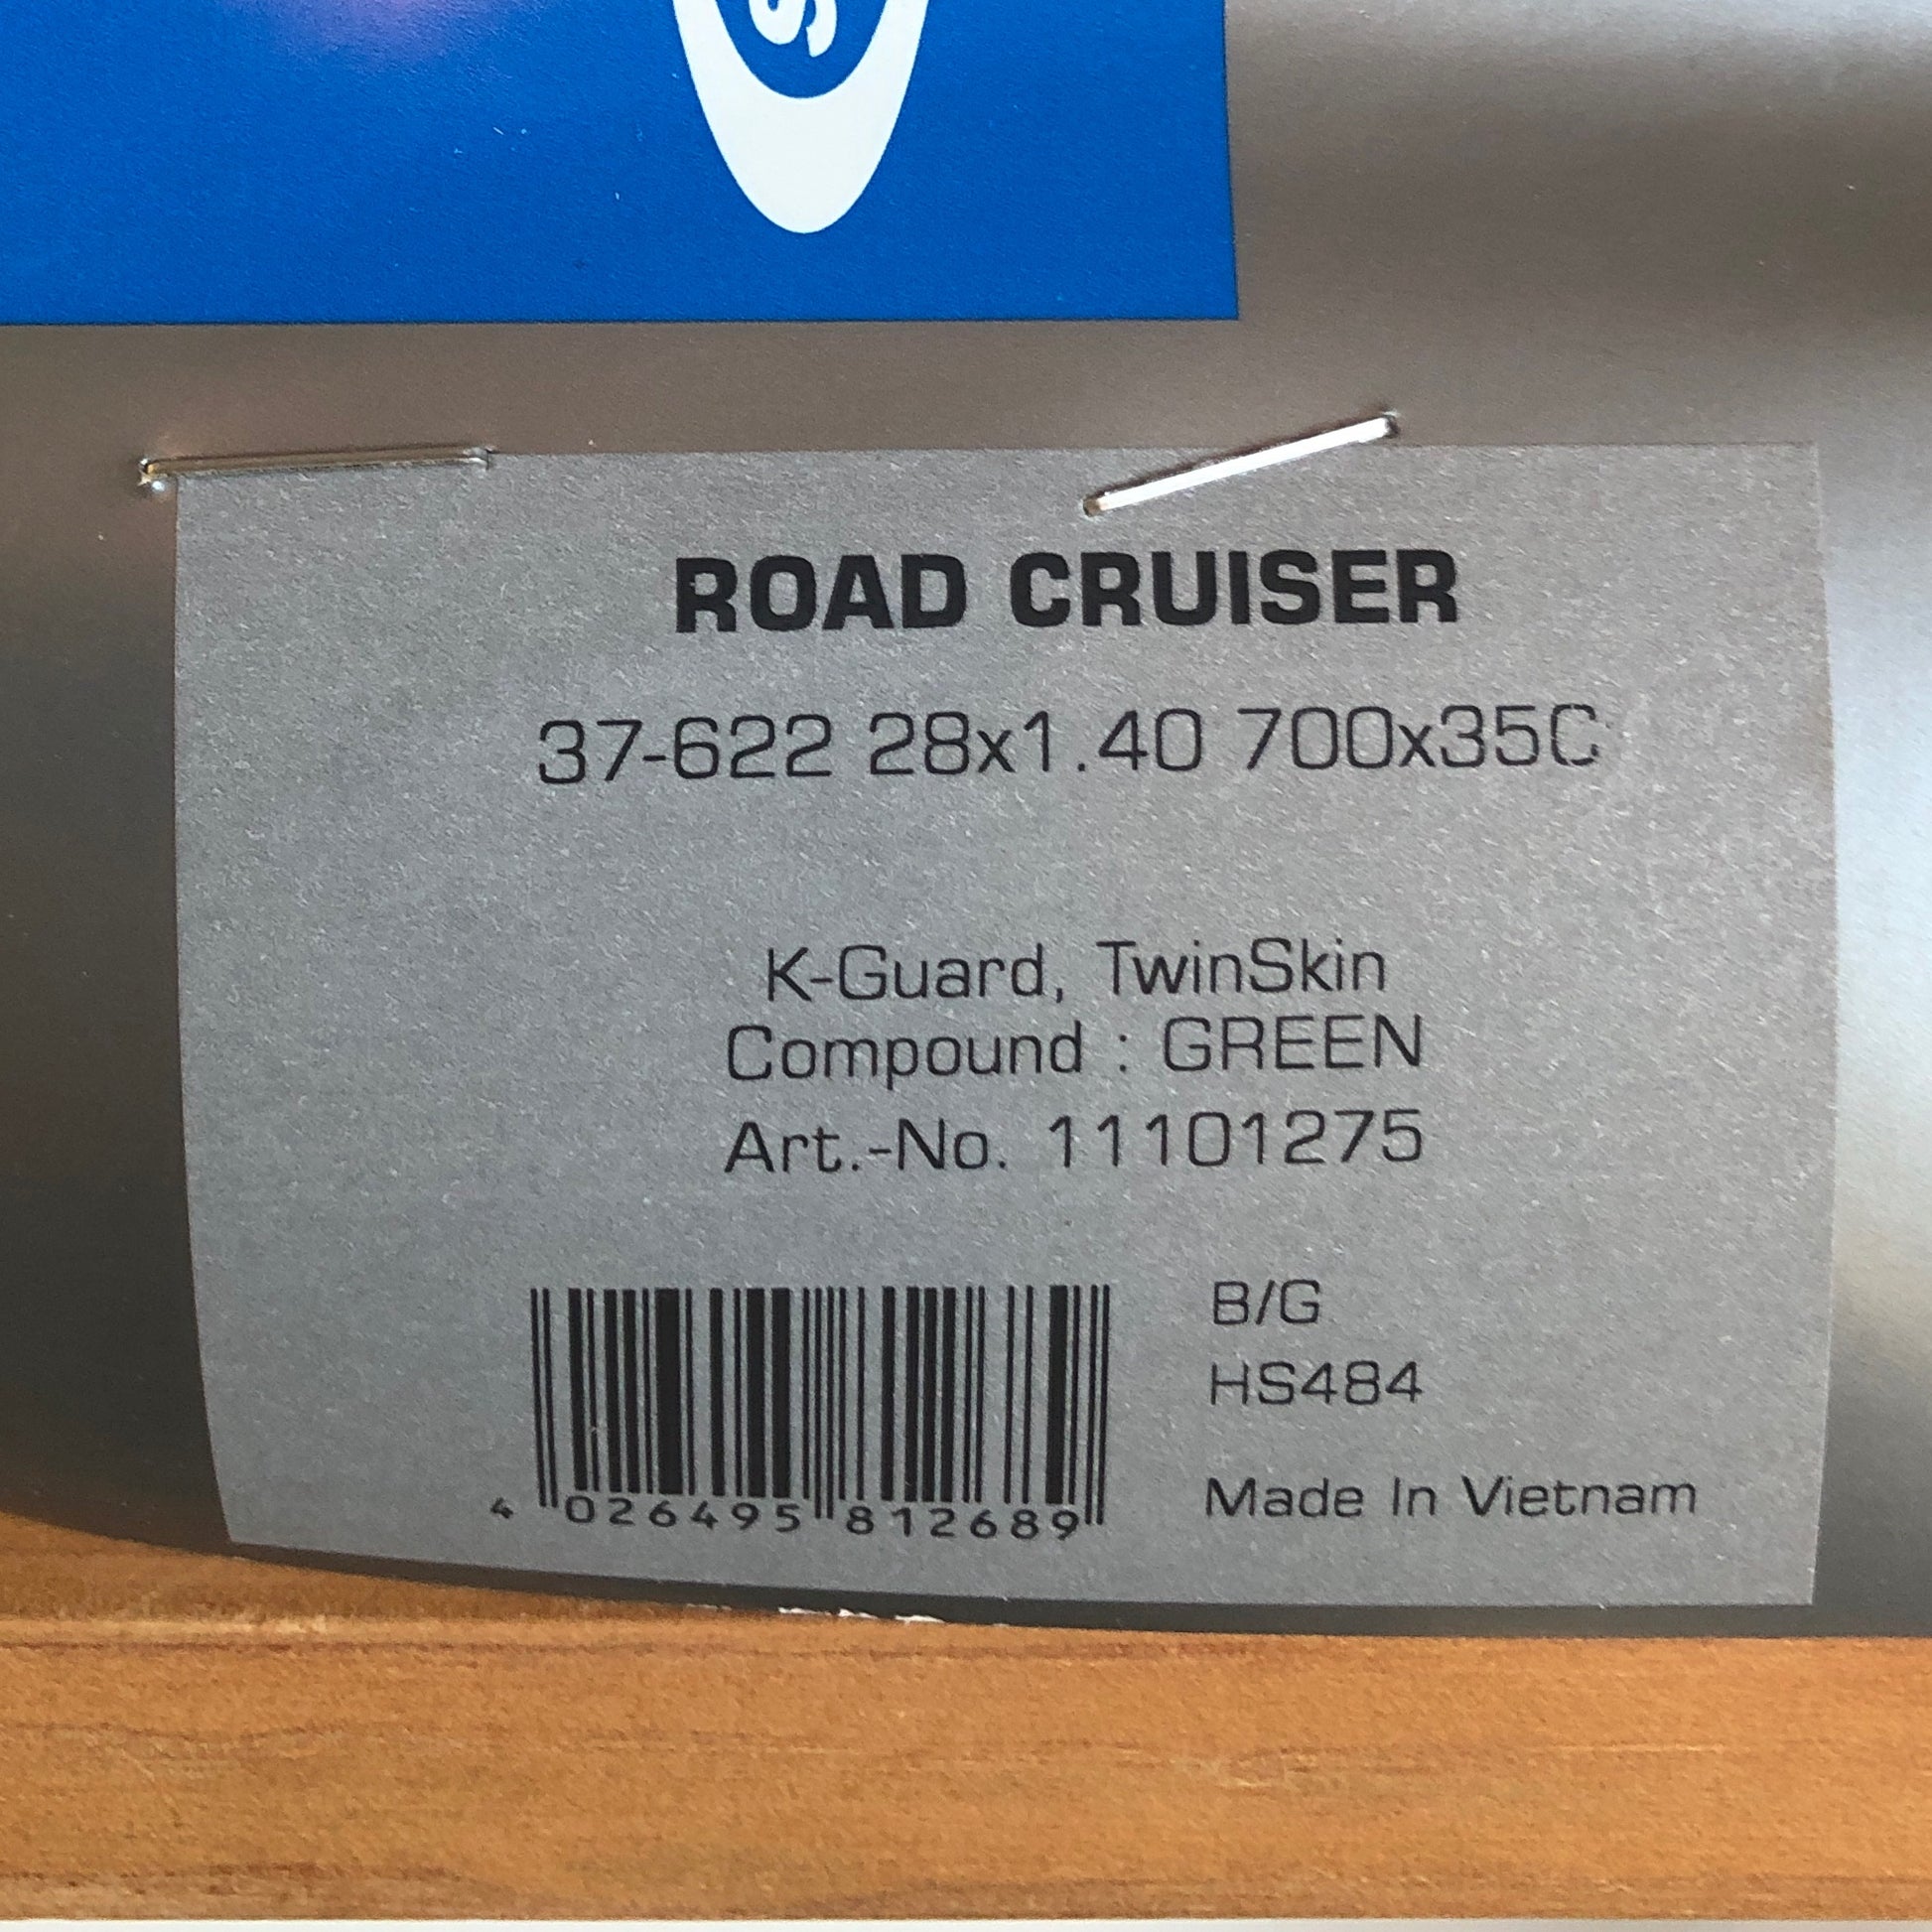 S
ROAD CRUISER
37-622 28x1.40 700x35C
K-Guard, TwinSkin
Compound : GREEN
Art.-No. 11101275
B/G
HS484
Made In Vietnam
4 026495 812689